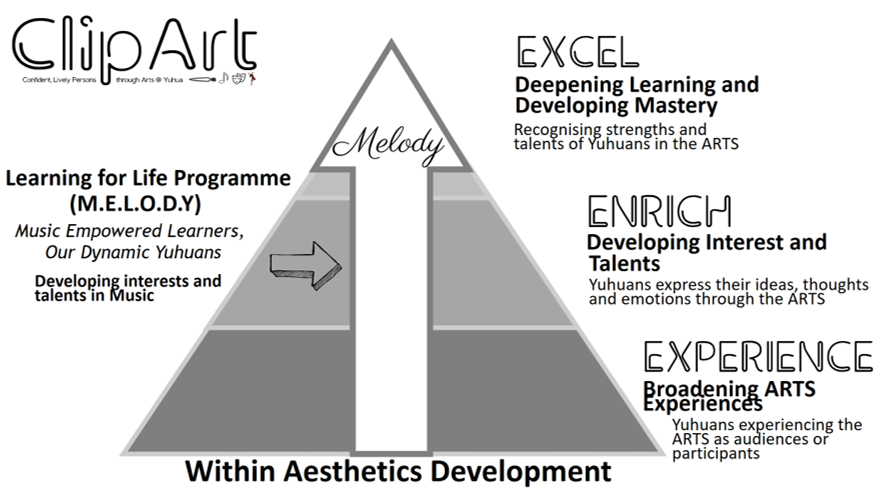 ClipArt
Confident, Lively Persons through Arts @ Yuhua
Melody
Learning for Life Programme
(M.E.L.O.D.Y)
Music Empowered Learners,
Our Dynamic Yuhuans
Developing interests and
talents in Music
EXCEL
Deepening Learning and
Developing Mastery
Recognising strengths and
talents of Yuhuans in the ARTS
ENRICH
Developing Interest and
Talents
Yuhuans express their ideas, thoughts
and emotions through the ARTS
EXPERIENCE
Broadening ARTS
Experiences
Yuhuans experiencing the
ARTS as audiences or
participants
Within Aesthetics Development